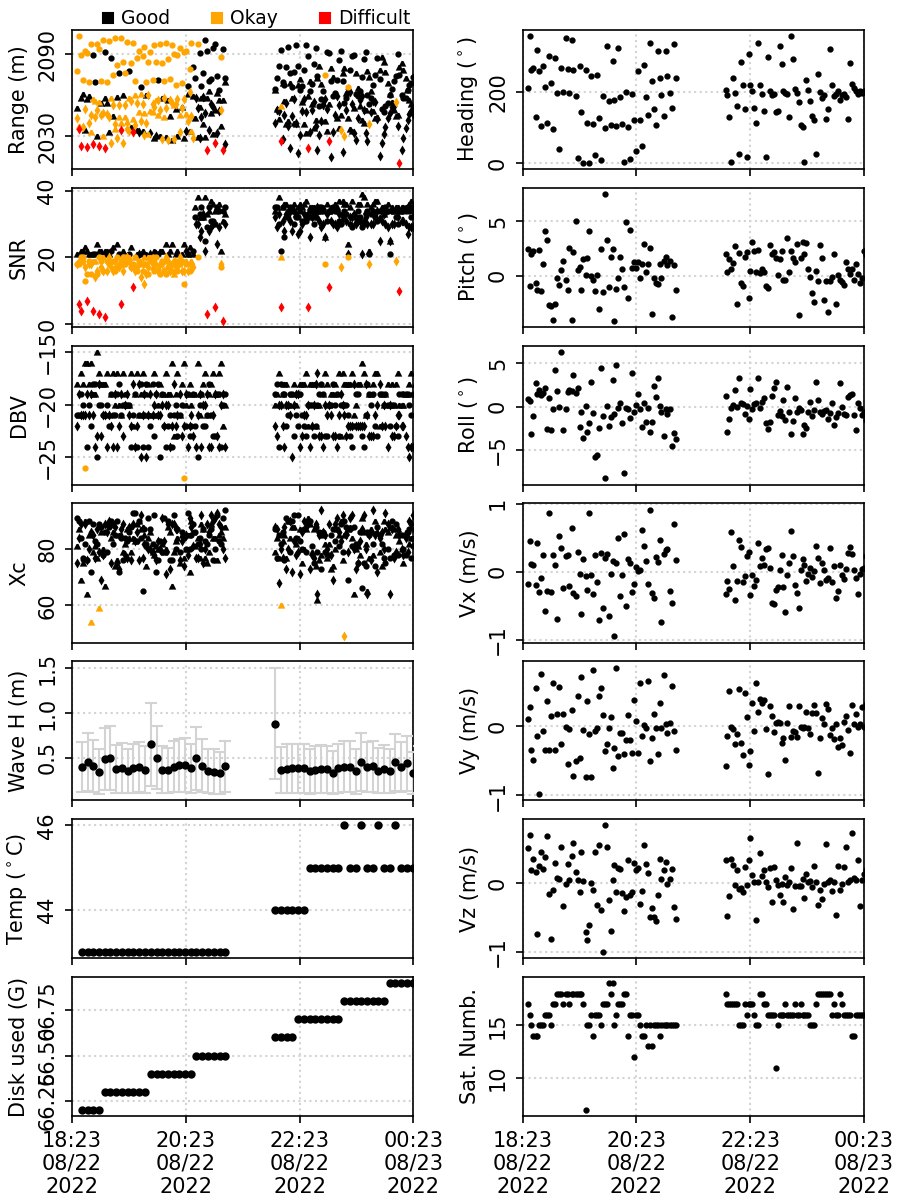 Good Okay Difficult
Range (m)
2090
2030
Heading (°)
200
0
SNR
40
20
0
Pitch (°)
5
0
DBV
−15
−20
−25
Roll (°)
5
0
−5
Xc
80
60
Vx (m/s)
1
0
−1
Wave H (m)
1.5
1.0
0.5
Vy (m/s)
0
−1
Temp (°C)
46
44
Vz (m/s)
0
−1
Disk used (G)
66.75
66.50
66.25
Sat. Numb.
15
10
18:23 20:23 22:23 00:23
08/22 08/22 08/22 08/23
2022 2022 2022 2022
18:23 20:23 22:23 00:23
08/22 08/22 08/22 08/23
2022 2022 2022 2022